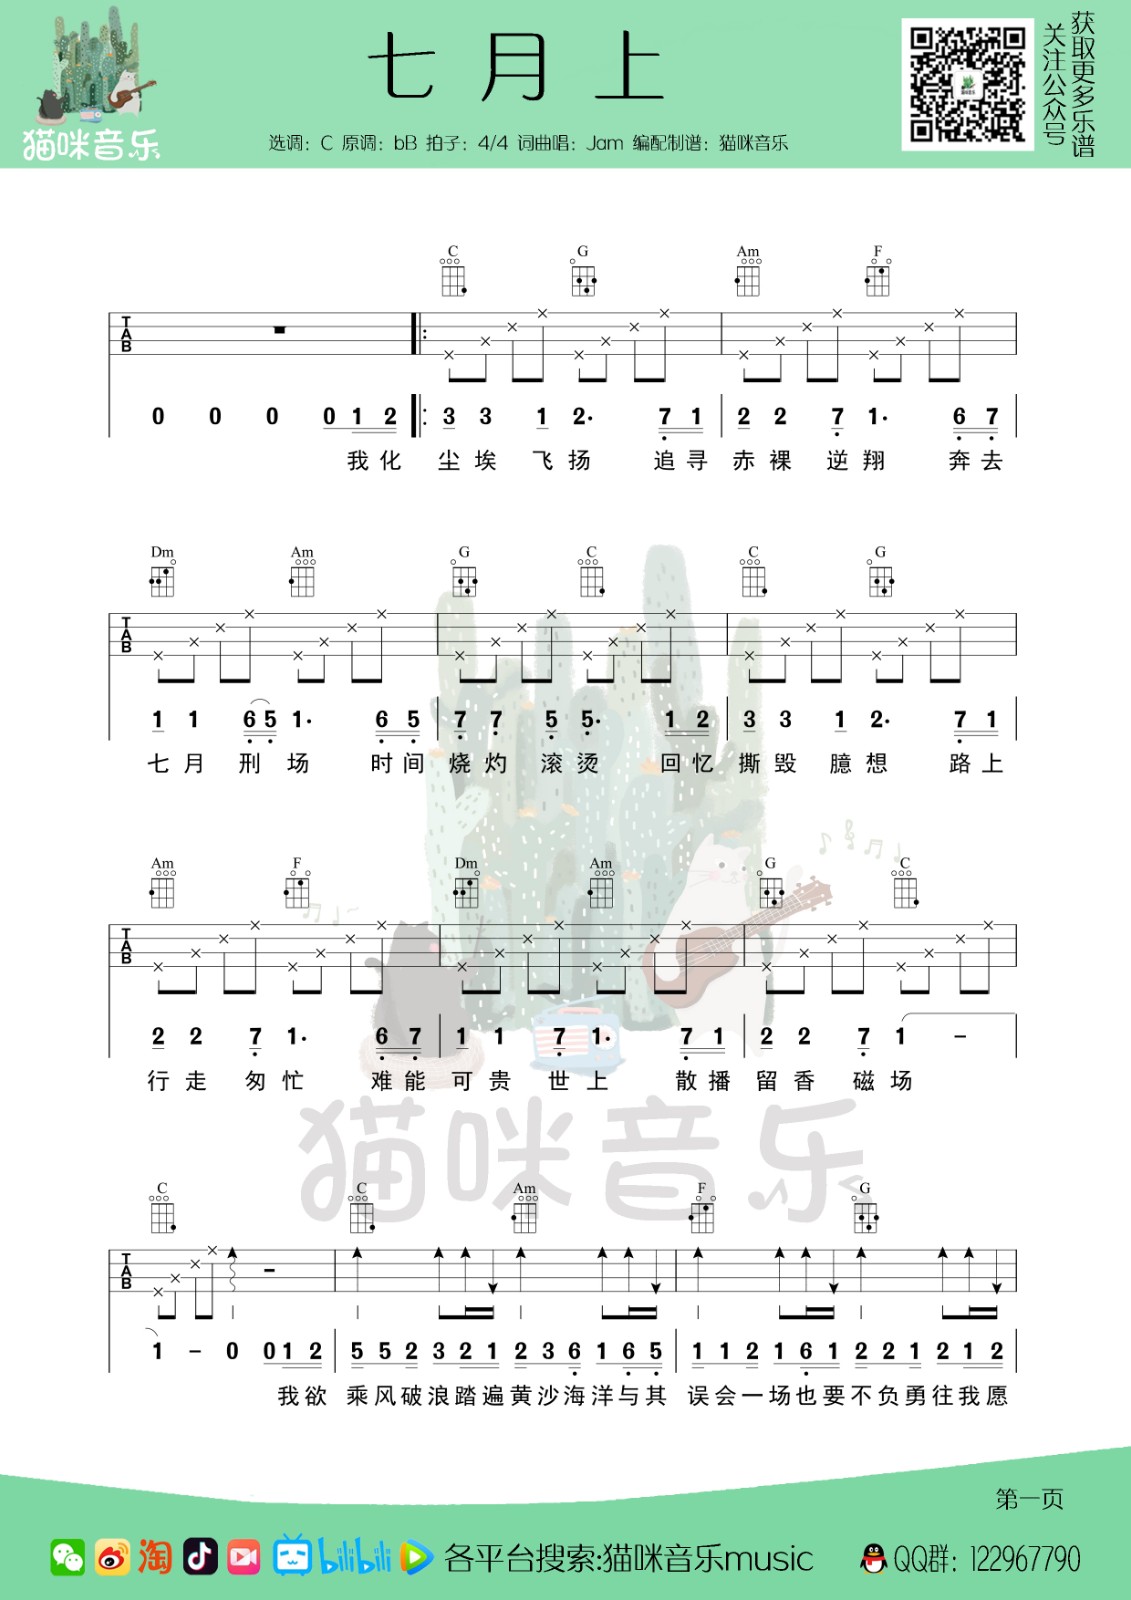 猫咪音乐
七月上
选调：C 原调：bB 拍子：4/4 词曲唱：Jam 编配制谱：猫咪音乐
获取更多乐谱
关注公众号
C G Am F
T
A
B
0 0 0 0 1 2 3 3 1 2· 7 1 2 2 7 1· 6 7
我化 尘埃 飞扬 追寻 赤裸 逆翔 奔去
Dm Am G C C G
T
A
B
1 1 6 5 1· 6 5 7 7 5 5· 1 2 3 3 1 2· 7 1
七月 刑场 时间 烧灼 滚烫 回忆 撕毁 臆想 路上
Am F Dm Am G C
T
A
B
2 2 7 1· 6 7 1 1 7 1· 7 1 2 2 7 1 –
行走 匆忙 难能 可贵 世上 散播 留香 磁场
猫咪音乐
C C Am F G
T
A
B
1 – 0 0 1 2 5 5 2 3 2 1 2 3 6 1 6 5 1 1 2 1 6 1 2 2 1 2 1 2
我欲 乘风破浪踏遍黄沙海洋与其 误会一场也要不负勇往我愿
第一页
淘 bilibili 各平台搜索:猫咪音乐music QQ群：122967790